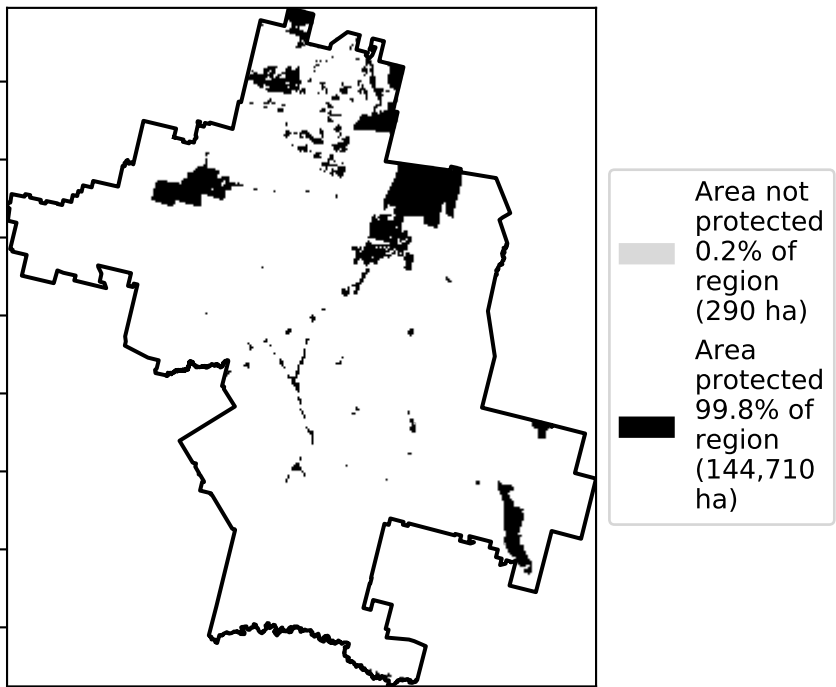 Area not
protected
0.2% of
region
(290 ha)
Area
protected
99.8% of
region
(144,710
ha)